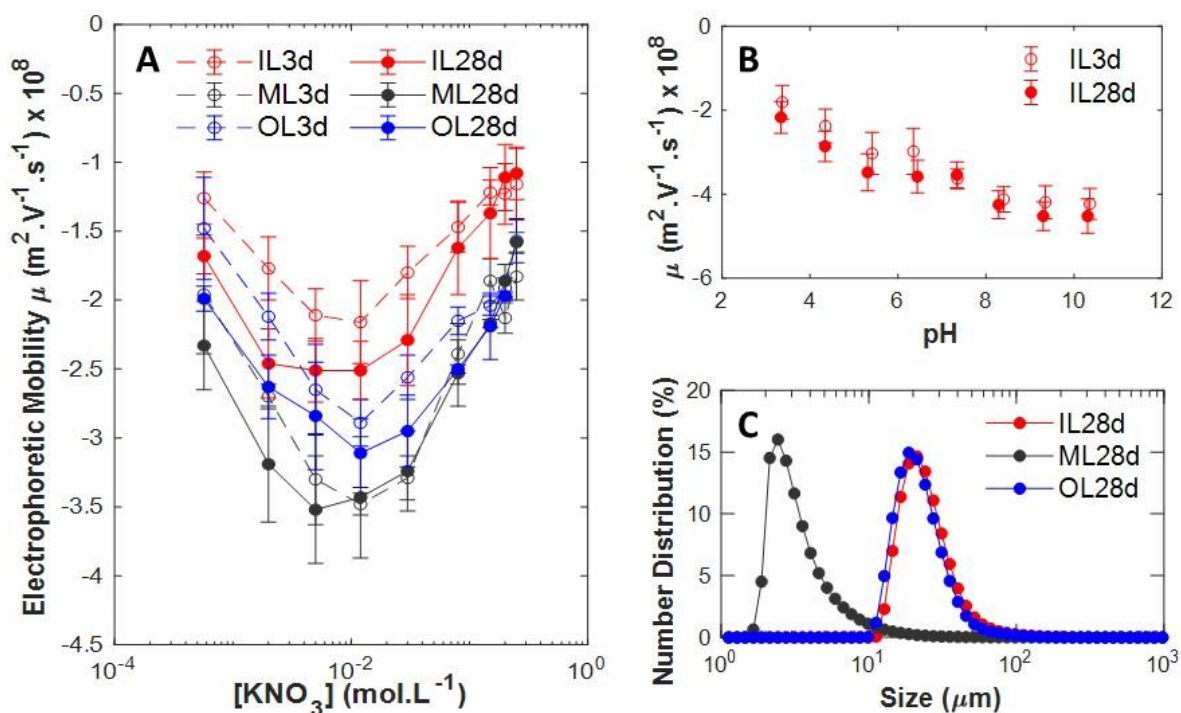 A
IL3d
IL28d
ML3d
ML28d
OL3d
OL28d
0
-0.5
-1
-1.5
-2
-2.5
-3
-3.5
-4
-4.5
Electrophoretic Mobility μ (m².V⁻¹.s⁻¹) x 10⁸
10⁻⁴
10⁻²
10⁰
[KNO₃] (mol.L⁻¹)
B
IL3d
IL28d
0
-2
-4
-6
μ (m².V⁻¹.s⁻¹) x 10⁸
2
4
6
8
10
12
pH
C
IL28d
ML28d
OL28d
20
15
10
5
0
Number Distribution (%)
10⁰
10¹
10²
10³
Size (μm)